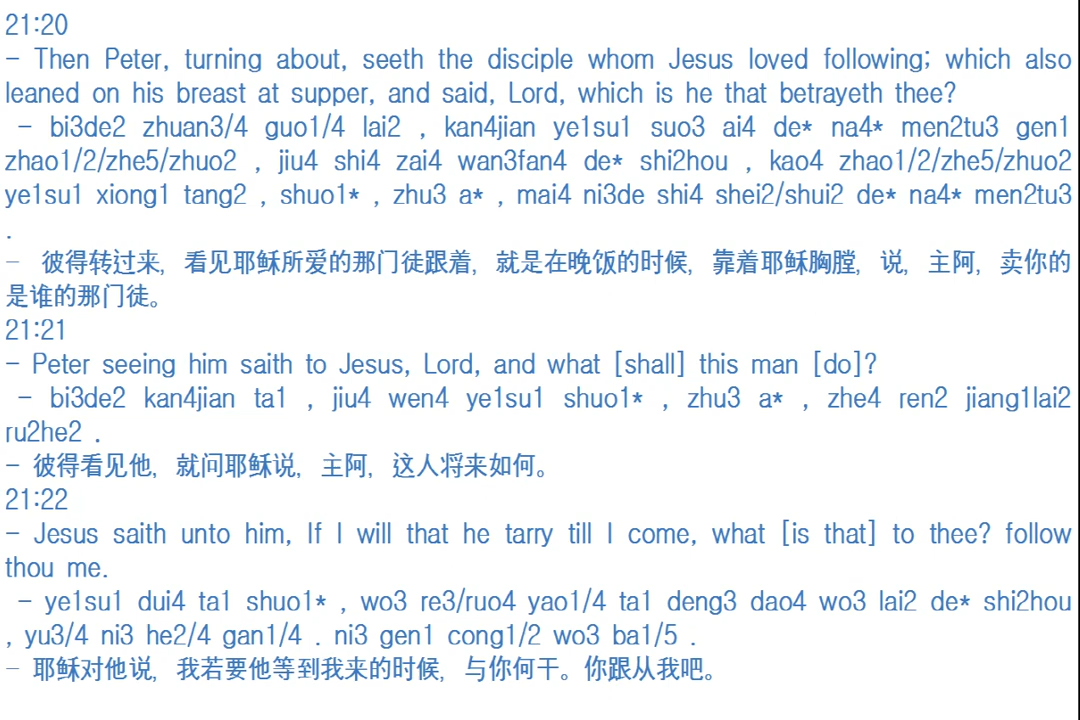 21:20
- Then Peter, turning about, seeth the disciple whom Jesus loved following; which also
leaned on his breast at supper, and said, Lord, which is he that betrayeth thee?
- bi3de2 zhuan3/4 guo1/4 lai2 , kan4jian ye1su1 suo3 ai4 de* na4* men2tu3 gen1
zhao1/2/zhe5/zhuo2 , jiu4 shi4 zai4 wan3fan4 de* shi2hou , kao4 zhao1/2/zhe5/zhuo2
ye1su1 xiong1 tang2 , shuo1* , zhu3 a* , mai4 ni3de shi4 shei2/shui2 de* na4* men2tu3
.
- 彼得转过来, 看见耶稣所爱的那门徒跟着, 就是在晚饭的时候, 靠着耶稣胸膛, 说, 主阿, 卖你的
是谁的那门徒。
21:21
- Peter seeing him saith to Jesus, Lord, and what [shall] this man [do]?
- bi3de2 kan4jian ta1 , jiu4 wen4 ye1su1 shuo1* , zhu3 a* , zhe4 ren2 jiang1lai2
ru2he2 .
- 彼得看见他, 就问耶稣说, 主阿, 这人将来如何。
21:22
- Jesus saith unto him, If I will that he tarry till I come, what [is that] to thee? follow
thou me.
- ye1su1 dui4 ta1 shuo1* , wo3 re3/ruo4 yao1/4 ta1 deng3 dao4 wo3 lai2 de* shi2hou
, yu3/4 ni3 he2/4 gan1/4 . ni3 gen1 cong1/2 wo3 ba1/5 .
- 耶稣对他说, 我若要他等到我来的时候, 与你何干。你跟从我吧。